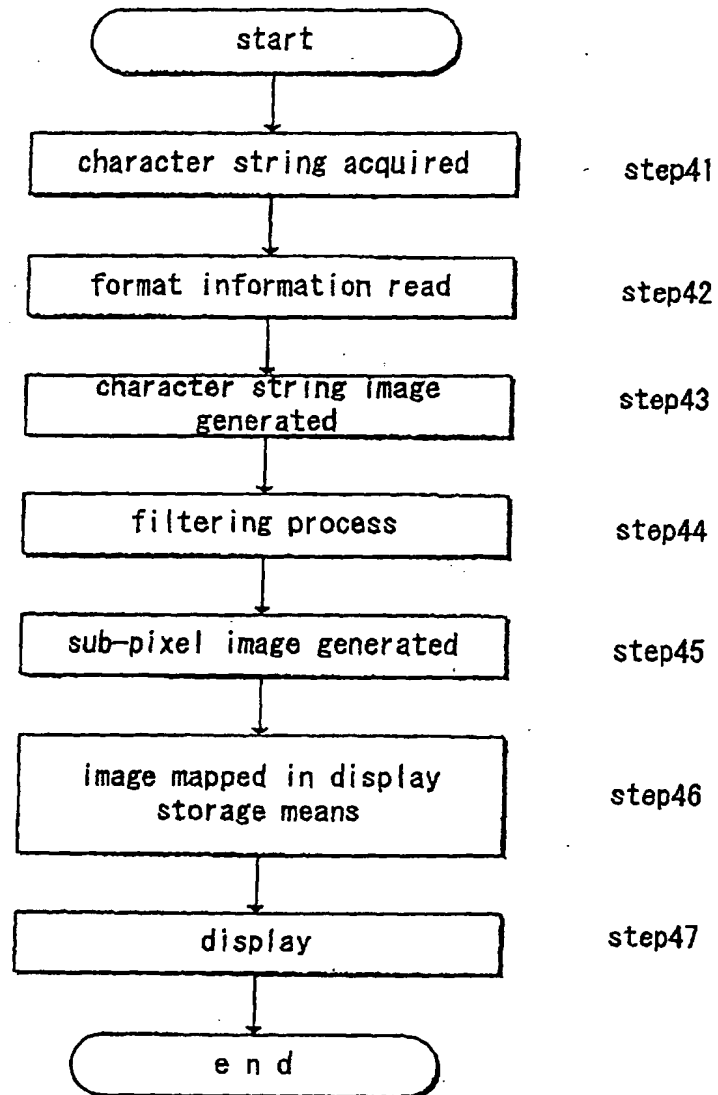 start
character string acquired step41
format information read step42
character string image
generated step43
filtering process step44
sub-pixel image generated step45
image mapped in display
storage means step46
display step47
e n d